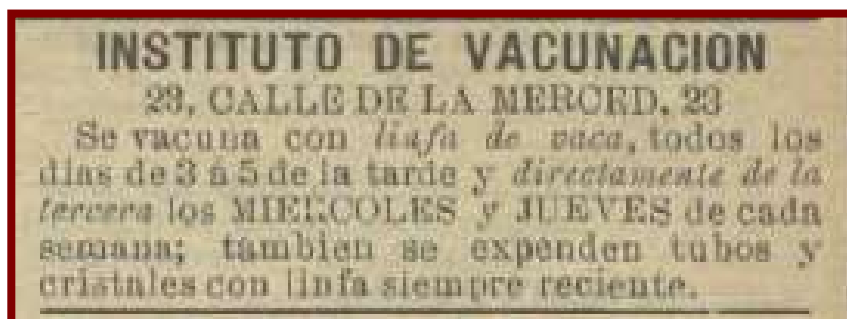 INSTITUTO DE VACUNACION
23, CALLE DE LA MERCED, 23
Se vacuna con linfa de vaca, todos los
dias de 3 á 5 de la tarde y directamente de la
tercera los MIERCOLES y JUEVES de cada
semana; tambien se expenden tubos y
cristales con linfa siempre reciente.